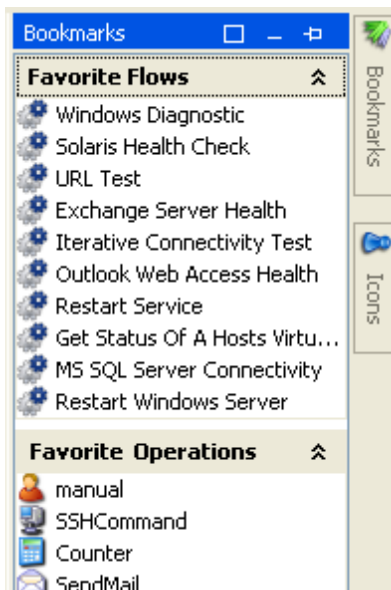 Bookmarks
Favorite Flows
Windows Diagnostic
Solaris Health Check
URL Test
Exchange Server Health
Iterative Connectivity Test
Outlook Web Access Health
Restart Service
Get Status Of A Hosts Virtu...
MS SQL Server Connectivity
Restart Windows Server
Favorite Operations
manual
SSHCommand
Counter
SendMail
Bookmarks
Icons